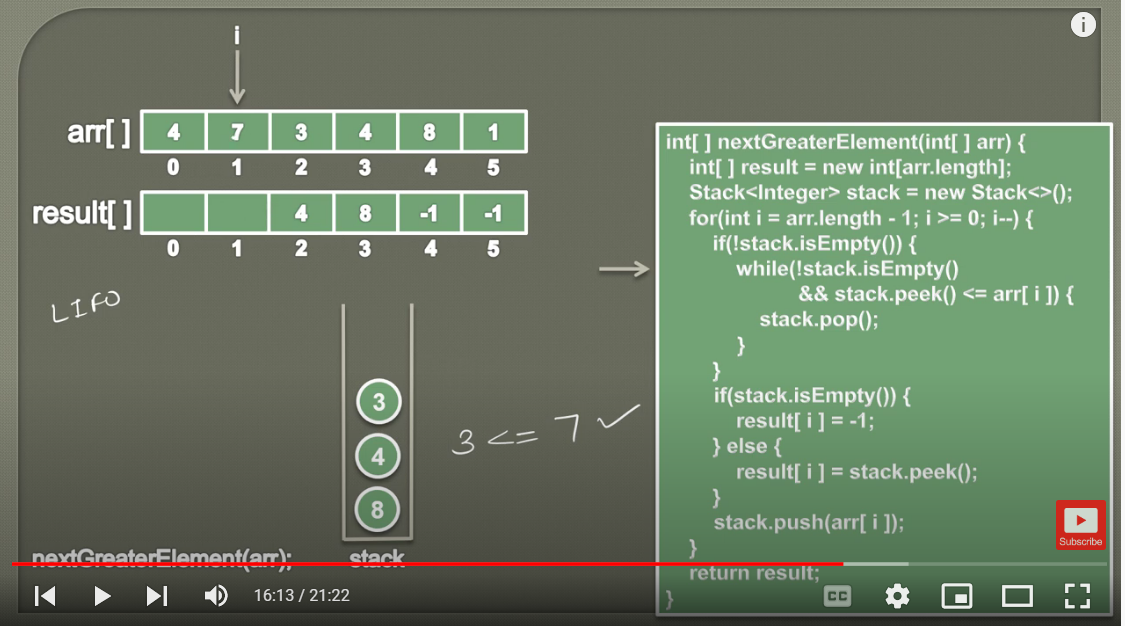 i
arr[ ] 4 7 3 4 8 1
0 1 2 3 4 5
result[ ] 4 8 -1 -1
0 1 2 3 4 5
LIFO
3
4
8
3 <= 7 ✓
nextGreaterElement(arr); stack
int[ ] nextGreaterElement(int[ ] arr) {
int[ ] result = new int[arr.length];
Stack<Integer> stack = new Stack<>();
for(int i = arr.length - 1; i >= 0; i--) {
if(!stack.isEmpty()) {
while(!stack.isEmpty()
&& stack.peek() <= arr[ i ]) {
stack.pop();
}
}
if(stack.isEmpty()) {
result[ i ] = -1;
} else {
result[ i ] = stack.peek();
}
stack.push(arr[ i ]);
}
return result;
}
i
Subscribe
16:13 / 21:22
CC